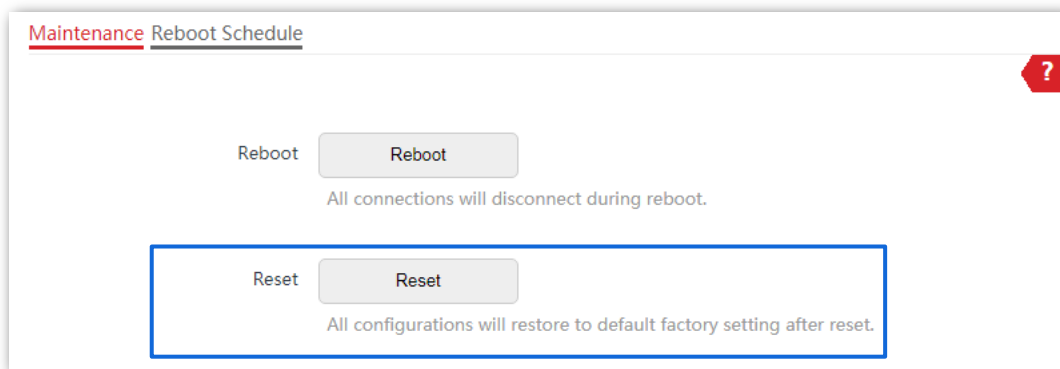 Maintenance Reboot Schedule
?
Reboot Reboot
All connections will disconnect during reboot.
Reset Reset
All configurations will restore to default factory setting after reset.